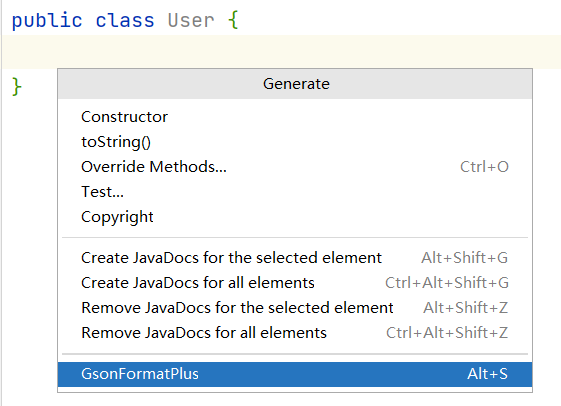 public class User {
}
Generate
Constructor
toString()
Override Methods... Ctrl+O
Test...
Copyright
Create JavaDocs for the selected element Alt+Shift+G
Create JavaDocs for all elements Ctrl+Alt+Shift+G
Remove JavaDocs for the selected element Alt+Shift+Z
Remove JavaDocs for all elements Ctrl+Alt+Shift+Z
GsonFormatPlus Alt+S